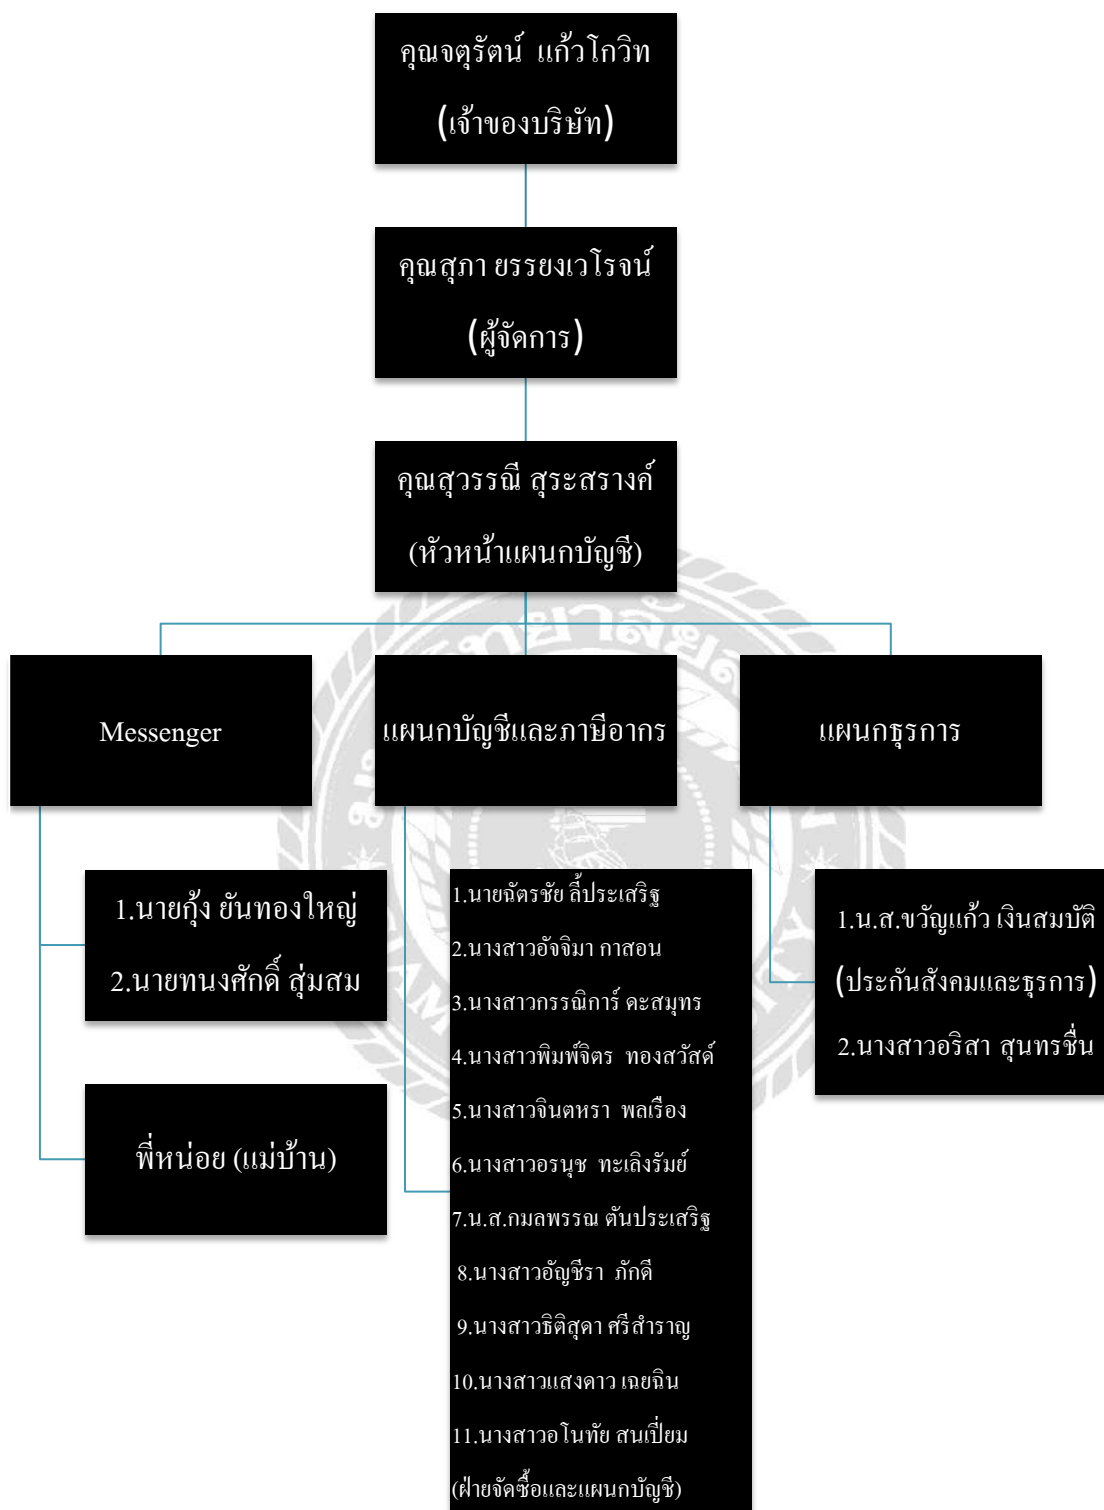 คุณจตุรัตน์ แก้วโกวิท
(เจ้าของบริษัท)
คุณสุภา ยรรยงเวโรจน์
(ผู้จัดการ)
คุณสุวรรณี สุระสรางค์
(หัวหน้าแผนกบัญชี)
Messenger
แผนกบัญชีและภาษีอากร
แผนกธุรการ
1.นายกุ้ง ยันทองใหญ่
2.นายทนงศักดิ์ สุ่มสม
พี่หน่อย (แม่บ้าน)
1.นายฉัตรชัย ลี้ประเสริฐ
2.นางสาวอัจจิมา กาสอน
3.นางสาวกรรณิการ์ คะสมุทร
4.นางสาวพิมพ์จิตร ทองสวัสค์
5.นางสาวจินตหรา พลเรือง
6.นางสาวอรนุช ทะเลิงรัมย์
7.น.ส.กมลพรรณ ตันประเสริฐ
8.นางสาวอัญชีรา ภักดี
9.นางสาวธิติสุดา ศรีสำราญ
10.นางสาวแสงดาว เฉยฉิน
11.นางสาวอโนทัย สนเปี่ยม
(ฝ่ายจัดซื้อและแผนกบัญชี)
1.น.ส.ขวัญแก้ว เงินสมบัติ
(ประกันสังคมและธุรการ)
2.นางสาวอริสา สุนทรชื่น